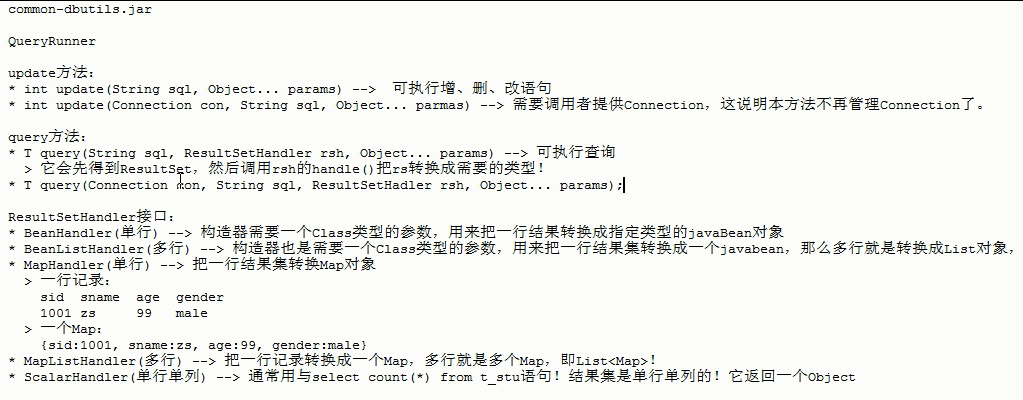 common-dbutils.jar
QueryRunner
update方法:
* int update(String sql, Object... params) --> 可执行增、删、改语句
* int update(Connection con, String sql, Object... parmas) --> 需要调用者提供Connection，这说明本方法不再管理Connection了。
query方法:
* T query(String sql, ResultSetHandler rsh, Object... params) --> 可执行查询
> 它会先得到ResultSet，然后调用rsh的handle()把rs转换成需要的类型！
* T query(Connection con, String sql, ResultSetHadler rsh, Object... params);
ResultSetHandler接口:
* BeanHandler(单行) --> 构造器需要一个Class类型的参数，用来把一行结果转换成指定类型的javaBean对象
* BeanListHandler(多行) --> 构造器也是需要一个Class类型的参数，用来把一行结果集转换成一个javabean，那么多行就是转换成List对象，
* MapHandler(单行) --> 把一行结果集转换Map对象
> 一行记录:
sid sname age gender
1001 zs 99 male
> 一个Map:
{sid:1001, sname:zs, age:99, gender:male}
* MapListHandler(多行) --> 把一行记录转换成一个Map，多行就是多个Map，即List<Map>！
* ScalarHandler(单行单列) --> 通常用与select count(*) from t_stu语句！结果集是单行单列的！它返回一个Object